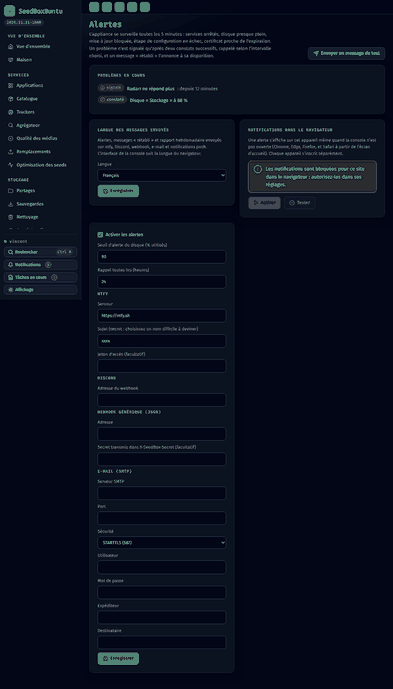 SeedBoxBuntu
VUE D'ENSEMBLE
Vue d'ensemble
Maison
SERVICES
Applications
Catalogue
Trackers
Agrégateur
Qualité des médias
Remplacements
Optimisation des seeds
STOCKAGE
Partages
Sauvegardes
Nettoyage
vincent
Rechercher
Notifications
Tâches en cours
Affichage
Alertes
L'appliance se surveille toutes les 5 minutes : services arrêtés, disque presque plein,
mise à jour bloquée, étape de configuration en échec, certificat proche de l'expiration.
Un problème n'est signalé qu'après deux constats successifs, rappelé selon l'intervalle
choisi, et un message « rétabli » l'annonce à sa disparition.
Envoyer un message de test
PROBLÈMES EN COURS
signalé
Radarr ne répond plus · depuis 12 minutes
constaté
Disque « Stockage » à 88 %
LANGUE DES MESSAGES ENVOYÉS
Alertes, messages « rétabli » et rapport hebdomadaire envoyés
sur ntfy, Discord, webhook, e-mail et notifications push.
L'interface de la console suit la langue du navigateur.
Langue
Français
Enregistrer
NOTIFICATIONS DANS LE NAVIGATEUR
Une alerte s'affiche sur cet appareil même quand la console n'est
pas ouverte (Chrome, Edge, Firefox, et Safari à partir de l'écran
d'accueil). Chaque appareil s'inscrit séparément.
Les notifications sont bloquées pour ce site
dans le navigateur : autorisez-les dans ses
réglages.
Activer
Tester
Activer les alertes
Seuil d'alerte du disque (% utilisés)
Rappel toutes les (heures)
24
NTFY
Serveur
https://ntfy.sh
Sujet (secret : choisissez un nom difficile à deviner)
Jeton d'accès (facultatif)
DISCORD
Adresse du webhook
WEBHOOK GÉNÉRIQUE (JSON)
Adresse
Secret transmis dans X-SeedBox-Secret (facultatif)
E-MAIL (SMTP)
Serveur SMTP
Port
Sécurité
STARTTLS (587)
Utilisateur
Mot de passe
Expéditeur
Destinataire
Enregistrer